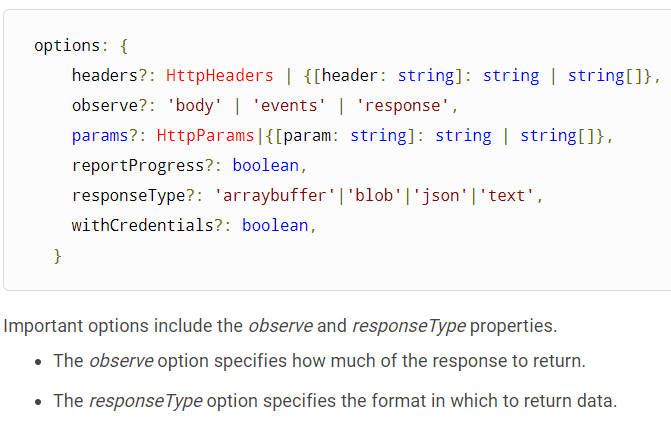 options: {
headers?: HttpHeaders | {[header: string]: string | string[]},
observe?: 'body' | 'events' | 'response',
params?: HttpParams|{[param: string]: string | string[]},
reportProgress?: boolean,
responseType?: 'arraybuffer'|'blob'|'json'|'text',
withCredentials?: boolean,
}
Important options include the observe and responseType properties.
• The observe option specifies how much of the response to return.
• The responseType option specifies the format in which to return data.